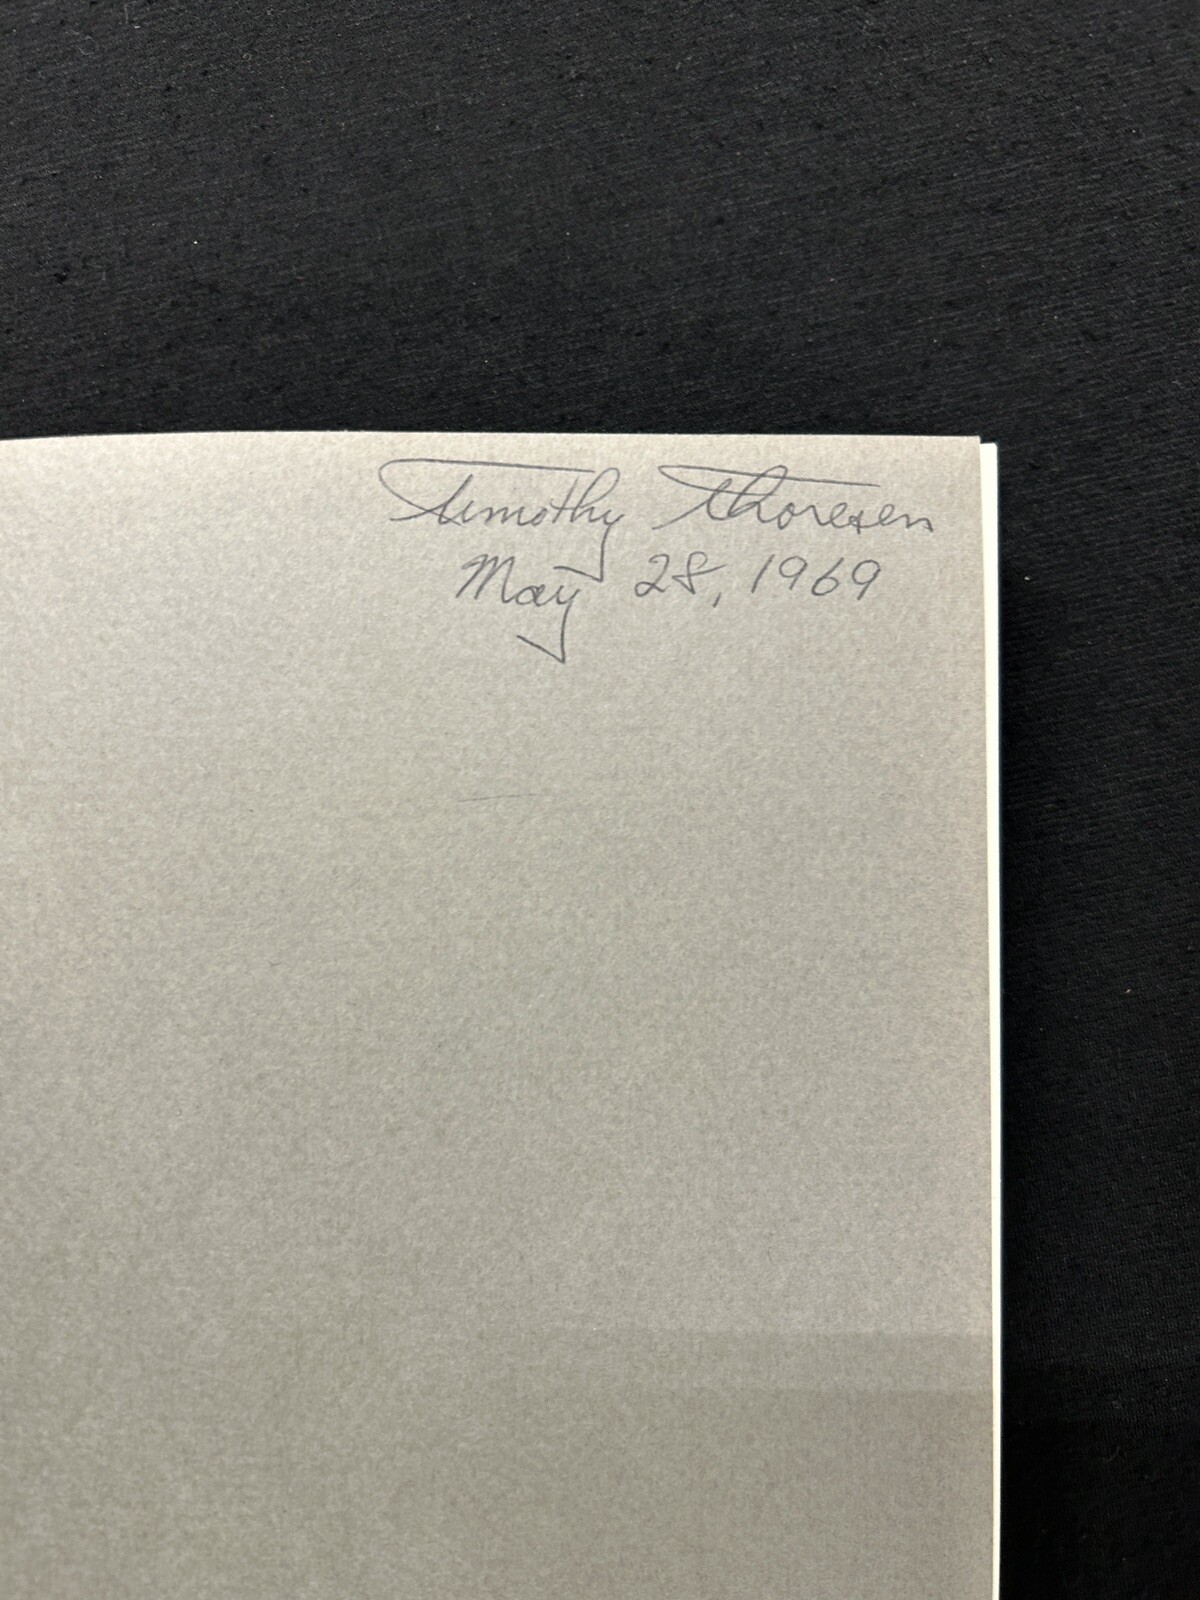 Timothy Thoresen
May 28, 1969